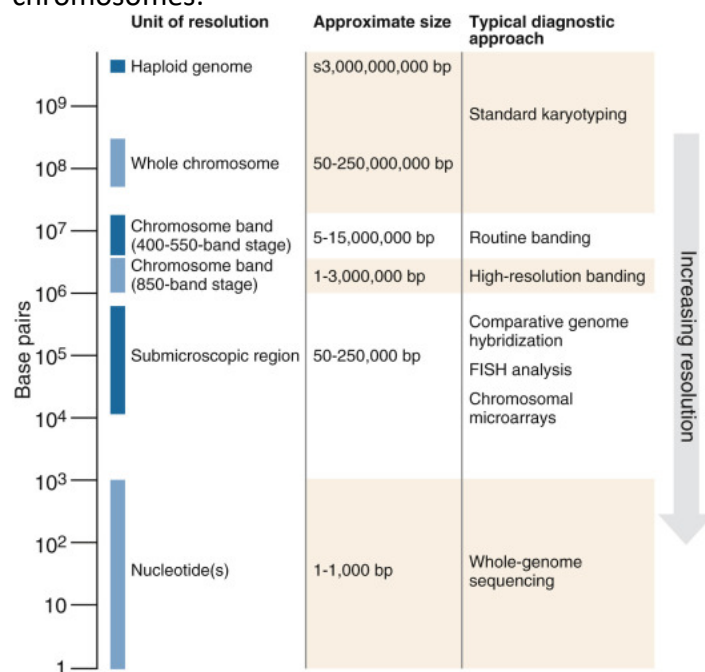 chromosomes.
Unit of resolution Approximate size Typical diagnostic
approach
Haploid genome s3,000,000,000 bp
10⁹
Standard karyotyping
10⁸ Whole chromosome 50-250,000,000 bp
10⁷ Chromosome band
(400-550-band stage) 5-15,000,000 bp Routine banding
Chromosome band
(850-band stage) 1-3,000,000 bp High-resolution banding
10⁶
Comparative genome
hybridization
10⁵ Submicroscopic region 50-250,000 bp
FISH analysis
Chromosomal
microarrays
10⁴
10³
10²
Nucleotide(s) 1-1,000 bp Whole-genome
sequencing
10
1
Base pairs
Increasing resolution